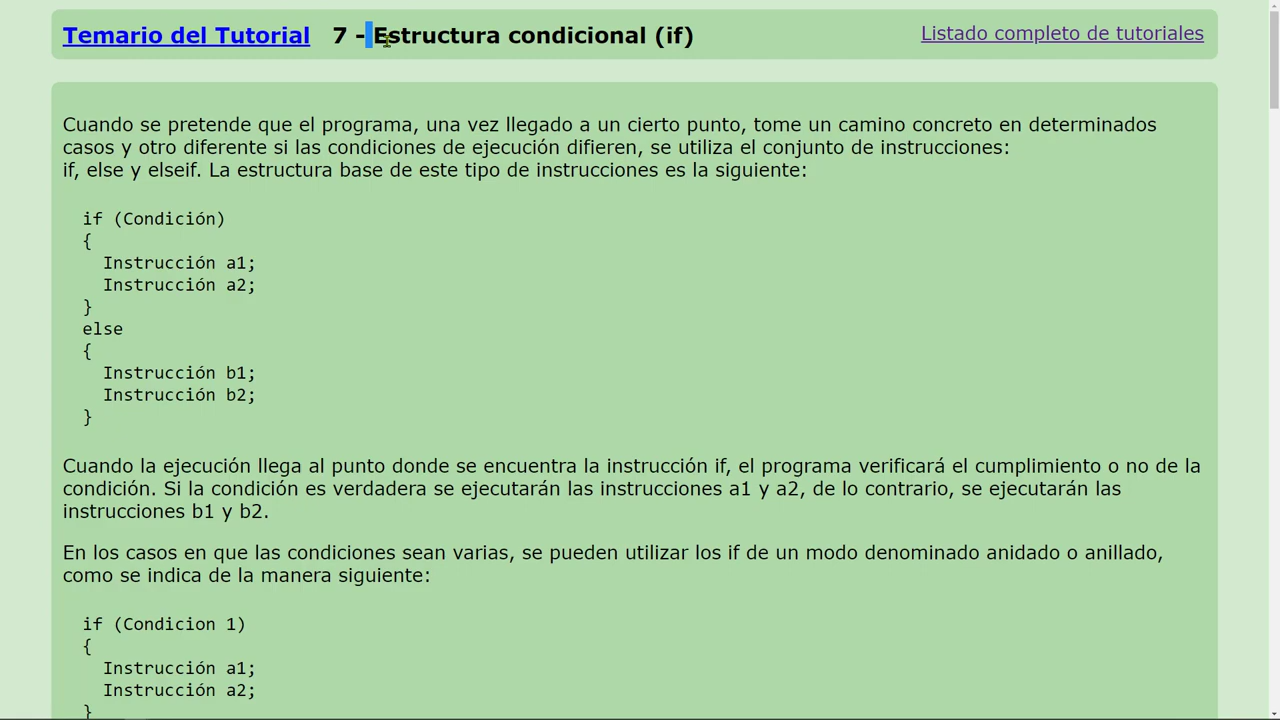 Temario del Tutorial 7 - Estructura condicional (if) Listado completo de tutoriales
Cuando se pretende que el programa, una vez llegado a un cierto punto, tome un camino concreto en determinados
casos y otro diferente si las condiciones de ejecución difieren, se utiliza el conjunto de instrucciones:
if, else y elseif. La estructura base de este tipo de instrucciones es la siguiente:
if (Condición)
{
Instrucción a1;
Instrucción a2;
}
else
{
Instrucción b1;
Instrucción b2;
}
Cuando la ejecución llega al punto donde se encuentra la instrucción if, el programa verificará el cumplimiento o no de la
condición. Si la condición es verdadera se ejecutarán las instrucciones a1 y a2, de lo contrario, se ejecutarán las
instrucciones b1 y b2.
En los casos en que las condiciones sean varias, se pueden utilizar los if de un modo denominado anidado o anillado,
como se indica de la manera siguiente:
if (Condicion 1)
{
Instrucción a1;
Instrucción a2;
}